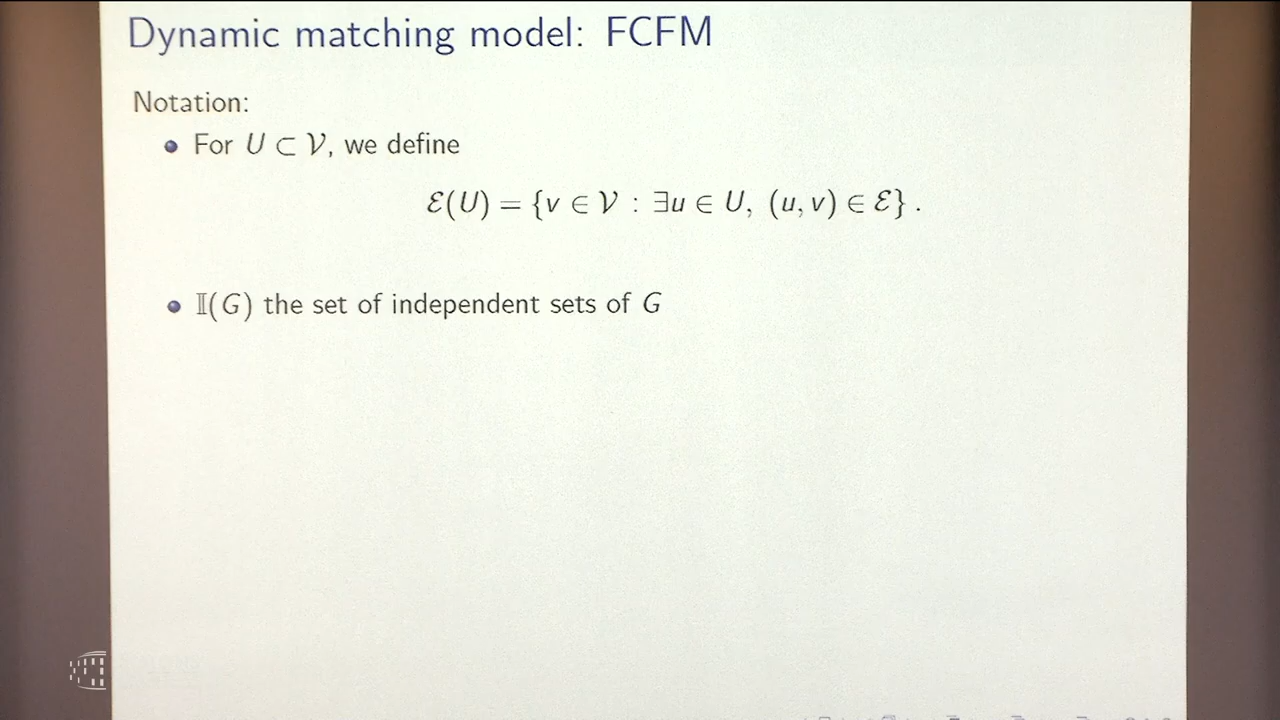 Dynamic matching model: FCFM
Notation:
• For U ⊂ 𝒱, we define
ℰ(U) = {v ∈ 𝒱 : ∃u ∈ U, (u, v) ∈ ℰ} .
• 𝕀(G) the set of independent sets of G